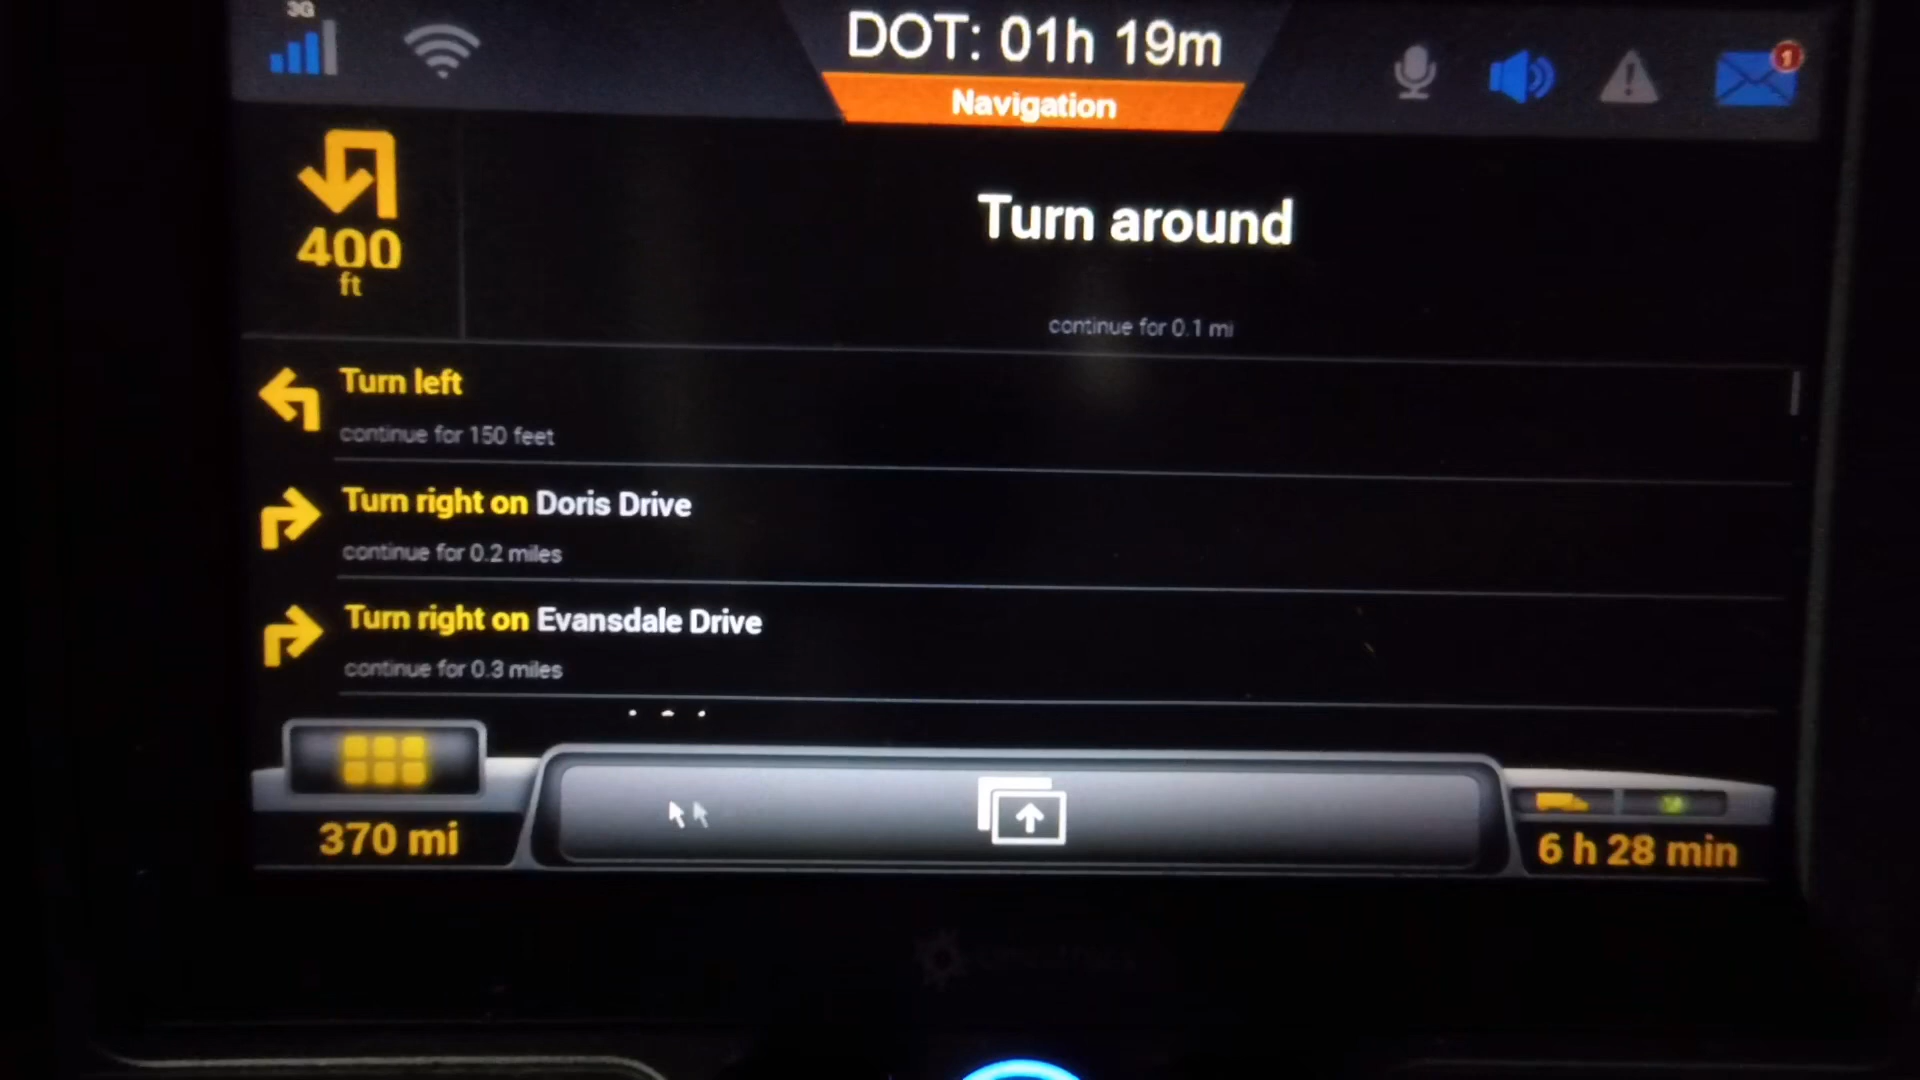 3G
DOT: 01h 19m
1
Navigation
400
ft
Turn around
continue for 0.1 mi
Turn left
continue for 150 feet
Turn right on Doris Drive
continue for 0.2 miles
Turn right on Evansdale Drive
continue for 0.3 miles
370 mi
6 h 28 min